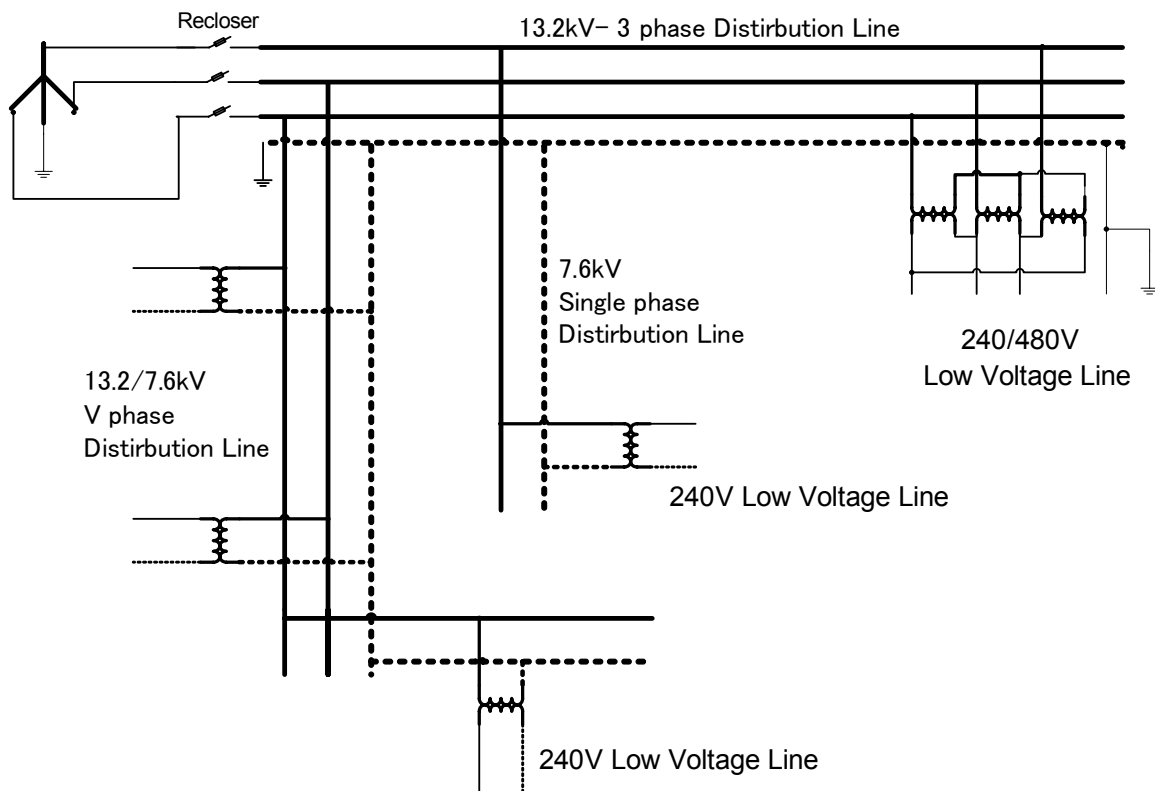 Recloser
13.2kV- 3 phase Distirbution Line
7.6kV
Single phase
Distirbution Line
240/480V
Low Voltage Line
13.2/7.6kV
V phase
Distirbution Line
240V Low Voltage Line
240V Low Voltage Line